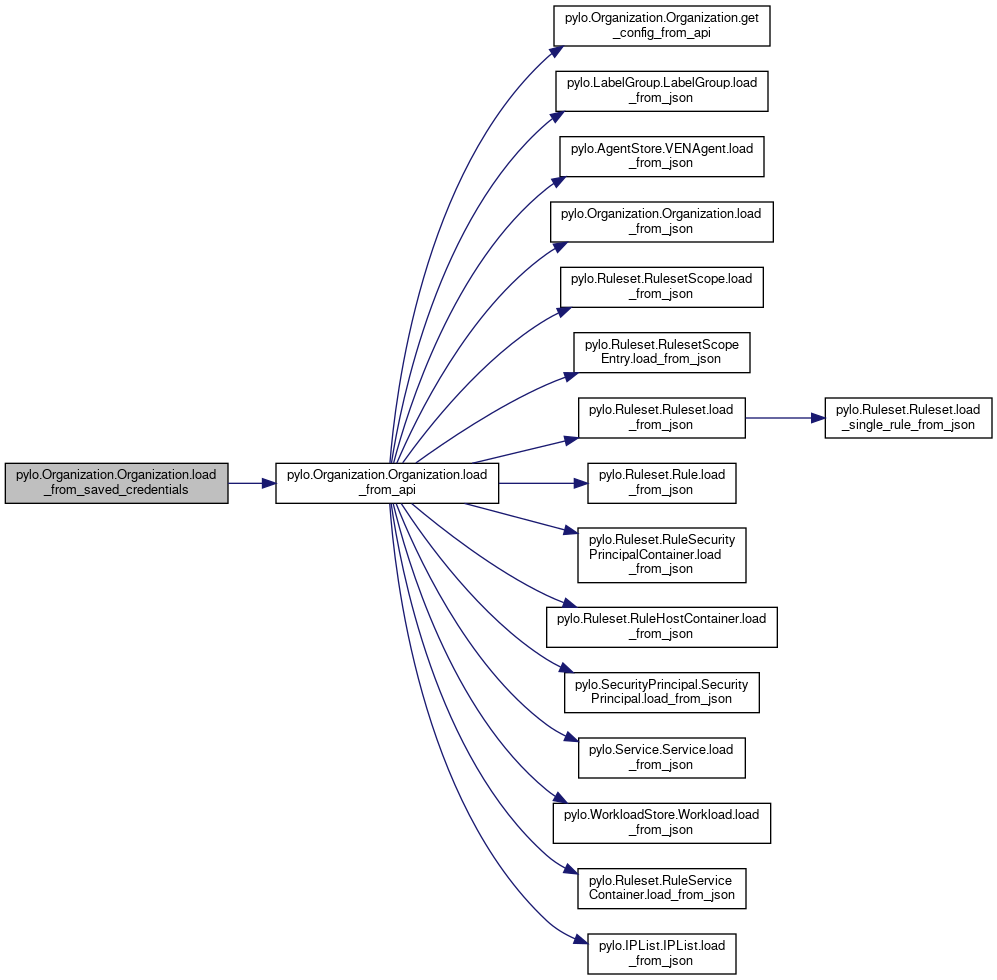 pylo.Organization.Organization.get
_config_from_api
pylo.LabelGroup.LabelGroup.load
_from_json
pylo.AgentStore.VENAgent.load
_from_json
pylo.Organization.Organization.load
_from_json
pylo.Ruleset.RulesetScope.load
_from_json
pylo.Ruleset.RulesetScope
Entry.load_from_json
pylo.Ruleset.Ruleset.load
_from_json
pylo.Ruleset.Ruleset.load
_single_rule_from_json
pylo.Organization.Organization.load
_from_saved_credentials
pylo.Organization.Organization.load
_from_api
pylo.Ruleset.Rule.load
_from_json
pylo.Ruleset.RuleSecurity
PrincipalContainer.load
_from_json
pylo.Ruleset.RuleHostContainer.load
_from_json
pylo.SecurityPrincipal.Security
Principal.load_from_json
pylo.Service.Service.load
_from_json
pylo.WorkloadStore.Workload.load
_from_json
pylo.Ruleset.RuleService
Container.load_from_json
pylo.IPList.IPList.load
_from_json